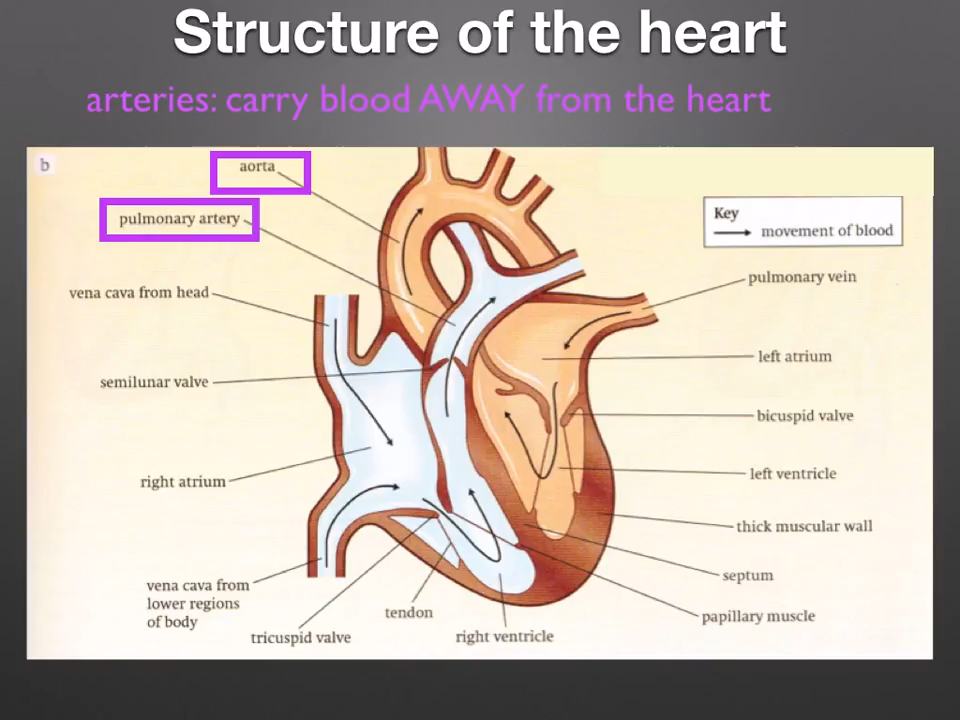 Structure of the heart
arteries: carry blood AWAY from the heart
b
aorta
pulmonary artery
vena cava from head
semilunar valve
right atrium
vena cava from
lower regions
of body
tricuspid valve
tendon
right ventricle
Key
movement of blood
pulmonary vein
left atrium
bicuspid valve
left ventricle
thick muscular wall
septum
papillary muscle